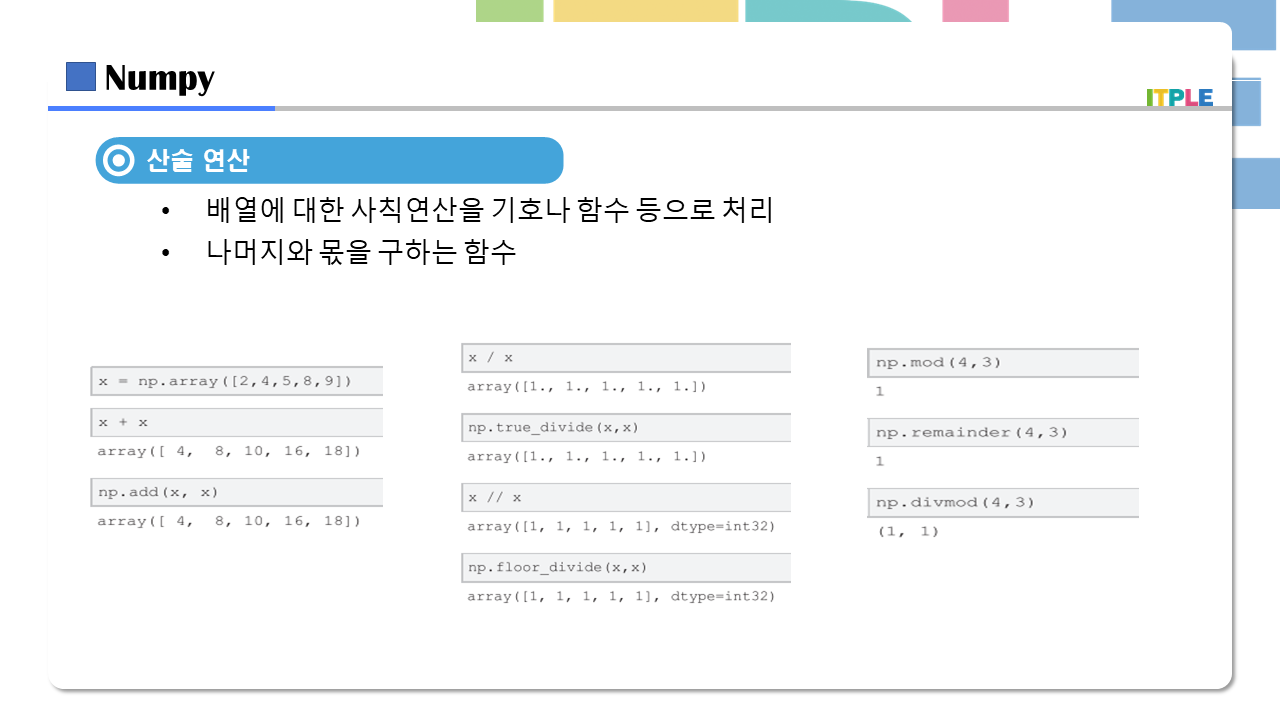 Numpy
ITPLE
산술 연산
• 배열에 대한 사칙연산을 기호나 함수 등으로 처리
• 나머지와 몫을 구하는 함수
x = np.array([2,4,5,8,9])
x + x
array([ 4,  8, 10, 16, 18])
np.add(x, x)
array([ 4,  8, 10, 16, 18])
x / x
array([1., 1., 1., 1., 1.])
np.true_divide(x,x)
array([1., 1., 1., 1., 1.])
x // x
array([1, 1, 1, 1, 1], dtype=int32)
np.floor_divide(x,x)
array([1, 1, 1, 1, 1], dtype=int32)
np.mod(4,3)
1
np.remainder(4,3)
1
np.divmod(4,3)
(1, 1)